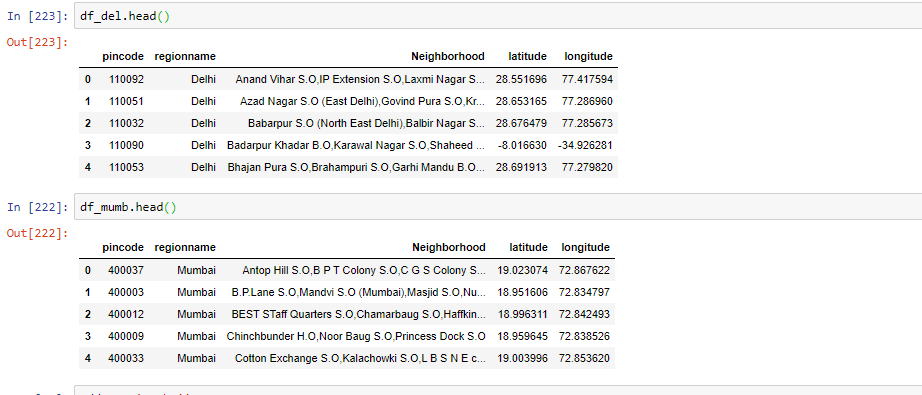 In [223]: df_del.head()
Out[223]:
pincode regionname Neighborhood latitude longitude
0 110092 Delhi Anand Vihar S.O,IP Extension S.O,Laxmi Nagar S... 28.551696 77.417594
1 110051 Delhi Azad Nagar S.O (East Delhi),Govind Pura S.O,Kr... 28.653165 77.286960
2 110032 Delhi Babarpur S.O (North East Delhi),Balbir Nagar S... 28.676479 77.285673
3 110090 Delhi Badarpur Khadar B.O,Karawal Nagar S.O,Shaheed ... -8.016630 -34.926281
4 110053 Delhi Bhajan Pura S.O,Brahampuri S.O,Garhi Mandu B.O... 28.691913 77.279820
In [222]: df_mumb.head()
Out[222]:
pincode regionname Neighborhood latitude longitude
0 400037 Mumbai Antop Hill S.O,B P T Colony S.O,C G S Colony S... 19.023074 72.867622
1 400003 Mumbai B.P.Lane S.O,Mandvi S.O (Mumbai),Masjid S.O,Nu... 18.951606 72.834797
2 400012 Mumbai BEST STaff Quarters S.O,Chamarbaug S.O,Haffkin... 18.996311 72.842493
3 400009 Mumbai Chinchbunder H.O,Noor Baug S.O,Princess Dock S.O 18.959645 72.838526
4 400033 Mumbai Cotton Exchange S.O,Kalachowki S.O,L B S N E c... 19.003996 72.853620